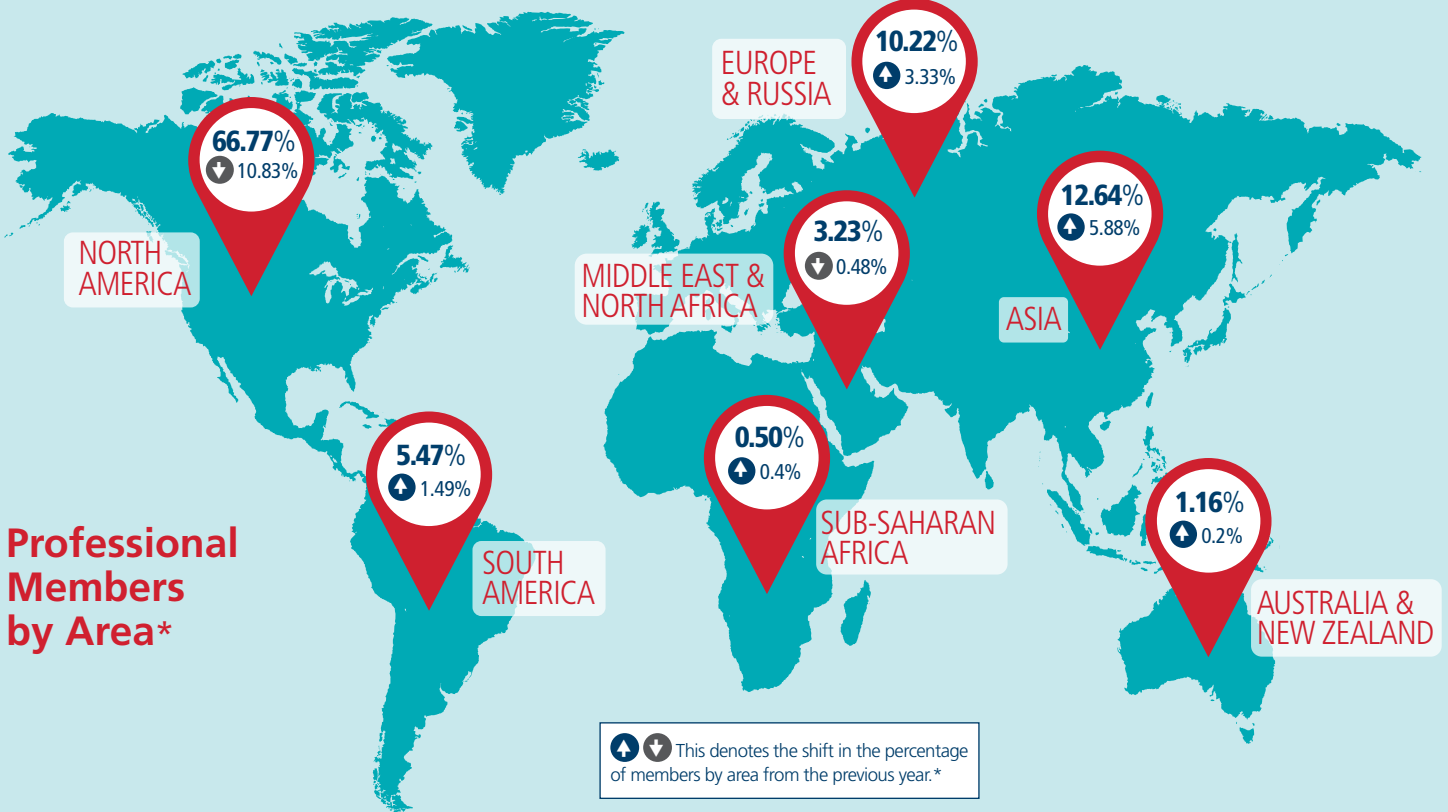 10.22%
3.33%
EUROPE
& RUSSIA
66.77%
10.83%
NORTH
AMERICA
12.64%
5.88%
ASIA
3.23%
0.48%
MIDDLE EAST &
NORTH AFRICA
5.47%
1.49%
SOUTH
AMERICA
0.50%
0.4%
SUB-SAHARAN
AFRICA
1.16%
0.2%
AUSTRALIA &
NEW ZEALAND
Professional
Members
by Area*
This denotes the shift in the percentage
of members by area from the previous year.*